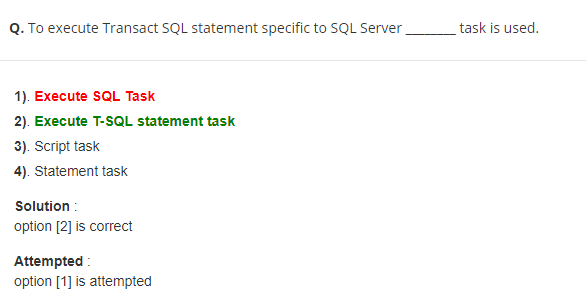 Q. To execute Transact SQL statement specific to SQL Server ________ task is used.
1). Execute SQL Task
2). Execute T-SQL statement task
3). Script task
4). Statement task
Solution :
option [2] is correct
Attempted :
option [1] is attempted